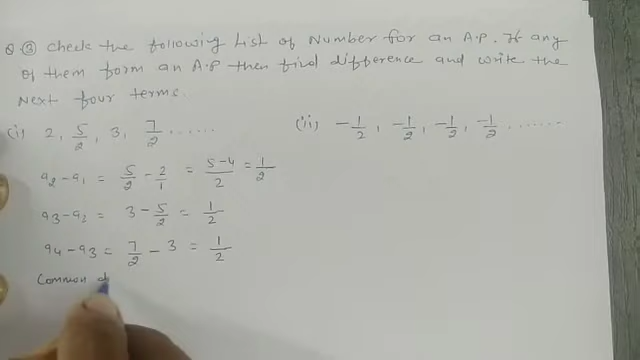 Q.③ Check the following List of Number for an A.P. If any
of them form an A.P then find difference and write the
Next four terms.
(i) 2, 5/2, 3, 7/2 ......
(ii) -1/2, -1/2, -1/2, -1/2, ......
a2-a1 = 5/2 - 2/1 = 5-4/2 = 1/2
a3-a2 = 3-5/2 = 1/2
a4-a3 = 7/2 - 3 = 1/2
Common d